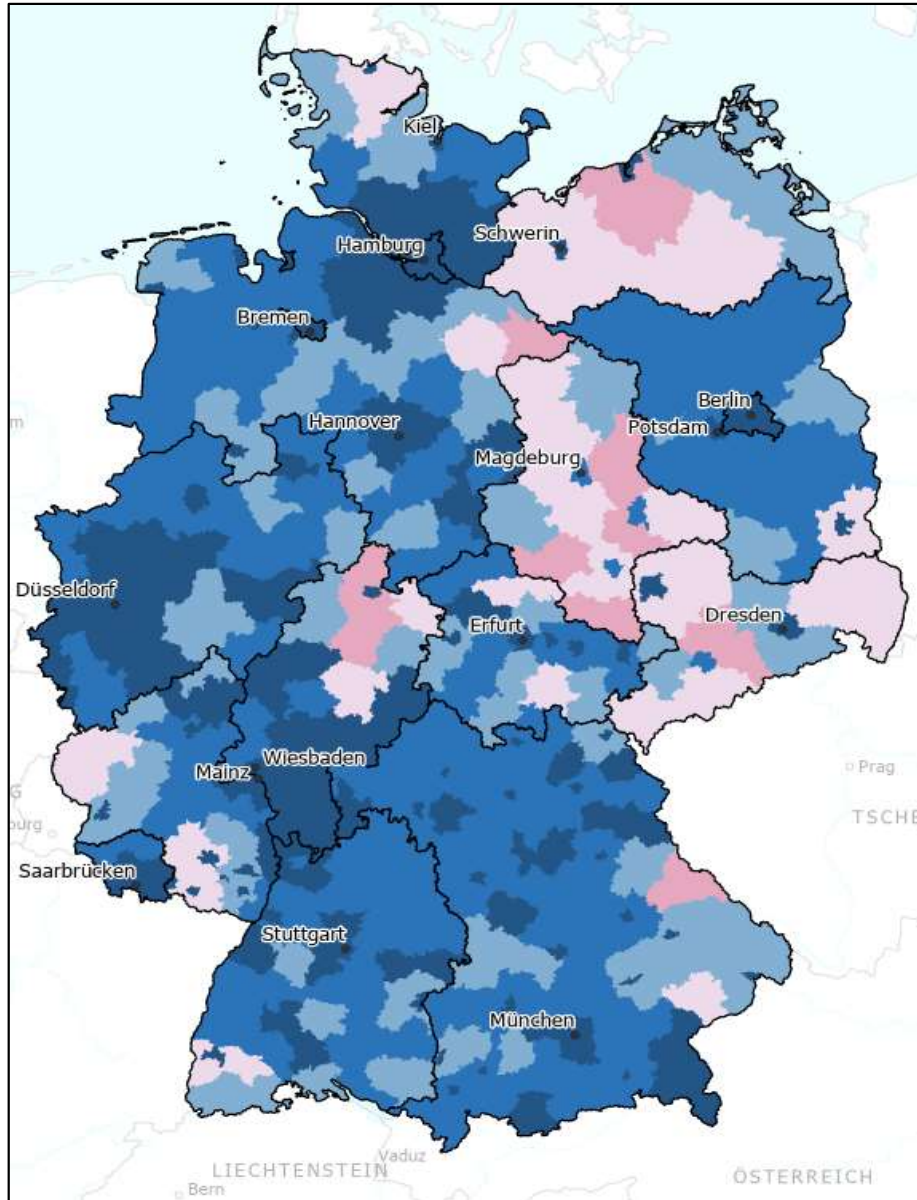 Kiel
Schwerin
Hamburg
Bremen
Hannover
Berlin
Potsdam
Magdeburg
Düsseldorf
Dresden
Erfurt
Wiesbaden
Mainz
Prag
TSCHE
G
ourg
Saarbrücken
Stuttgart
München
Vaduz
LIECHTENSTEIN
Bern
ÖSTERREICH